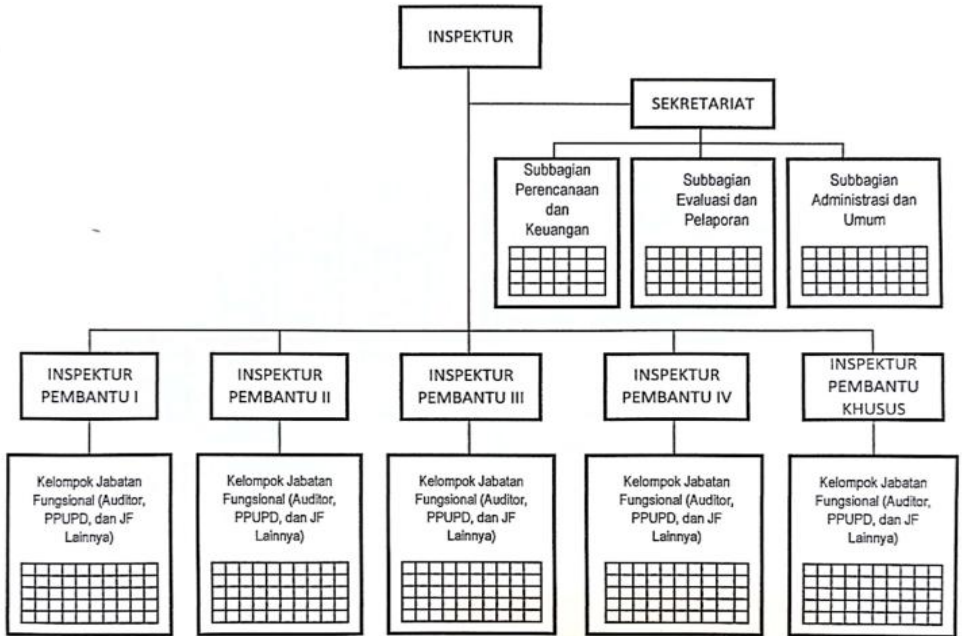 INSPEKTUR
SEKRETARIAT
Subbagian
Perencanaan
dan
Keuangan
Subbagian
Evaluasi dan
Pelaporan
Subbagian
Administrasi dan
Umum
INSPEKTUR
PEMBANTU I
INSPEKTUR
PEMBANTU II
INSPEKTUR
PEMBANTU III
INSPEKTUR
PEMBANTU IV
INSPEKTUR
PEMBANTU
KHUSUS
Kelompok Jabatan
Fungsional (Auditor,
PPUPD, dan JF
Lainnya)
Kelompok Jabatan
Fungsional (Auditor,
PPUPD, dan JF
Lainnya)
Kelompok Jabatan
Fungsional (Auditor,
PPUPD, dan JF
Lainnya)
Kelompok Jabatan
Fungsional (Auditor,
PPUPD, dan JF
Lainnya)
Kelompok Jabatan
Fungsional (Auditor,
PPUPD, dan JF
Lainnya)